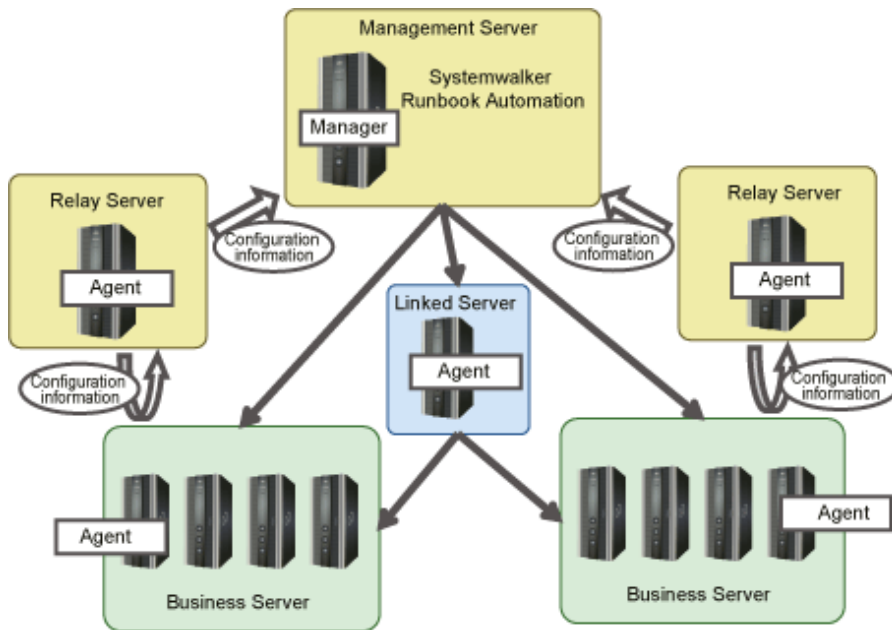 Management Server
Systemwalker
Runbook Automation
Manager
Relay Server
Configuration
information
Agent
Configuration
information
Relay Server
Configuration
information
Agent
Configuration
information
Linked Server
Agent
Agent
Business Server
Agent
Business Server